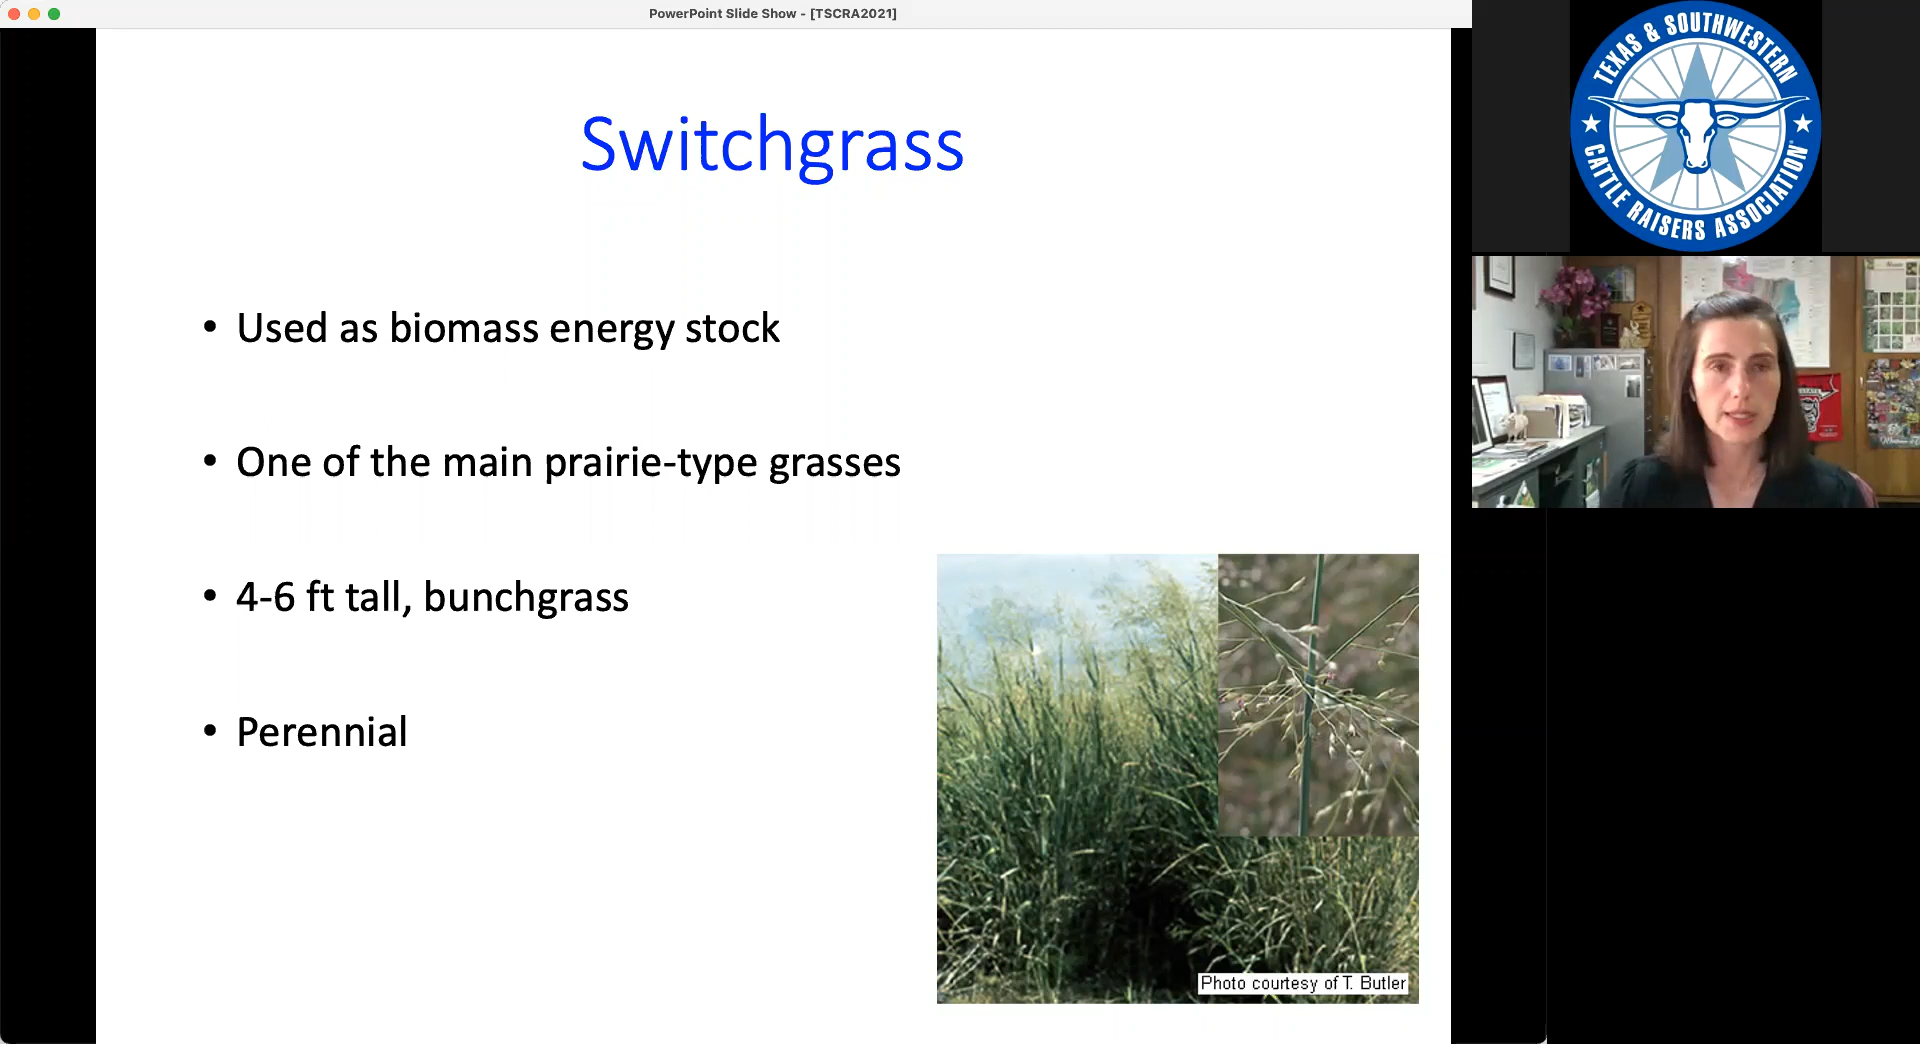 PowerPoint Slide Show - [TSCRA2021]
Switchgrass
• Used as biomass energy stock
• One of the main prairie-type grasses
• 4-6 ft tall, bunchgrass
• Perennial
Photo courtesy of T. Butler
TEXAS & SOUTHWESTERN
CATTLE RAISERS ASSOCIATION